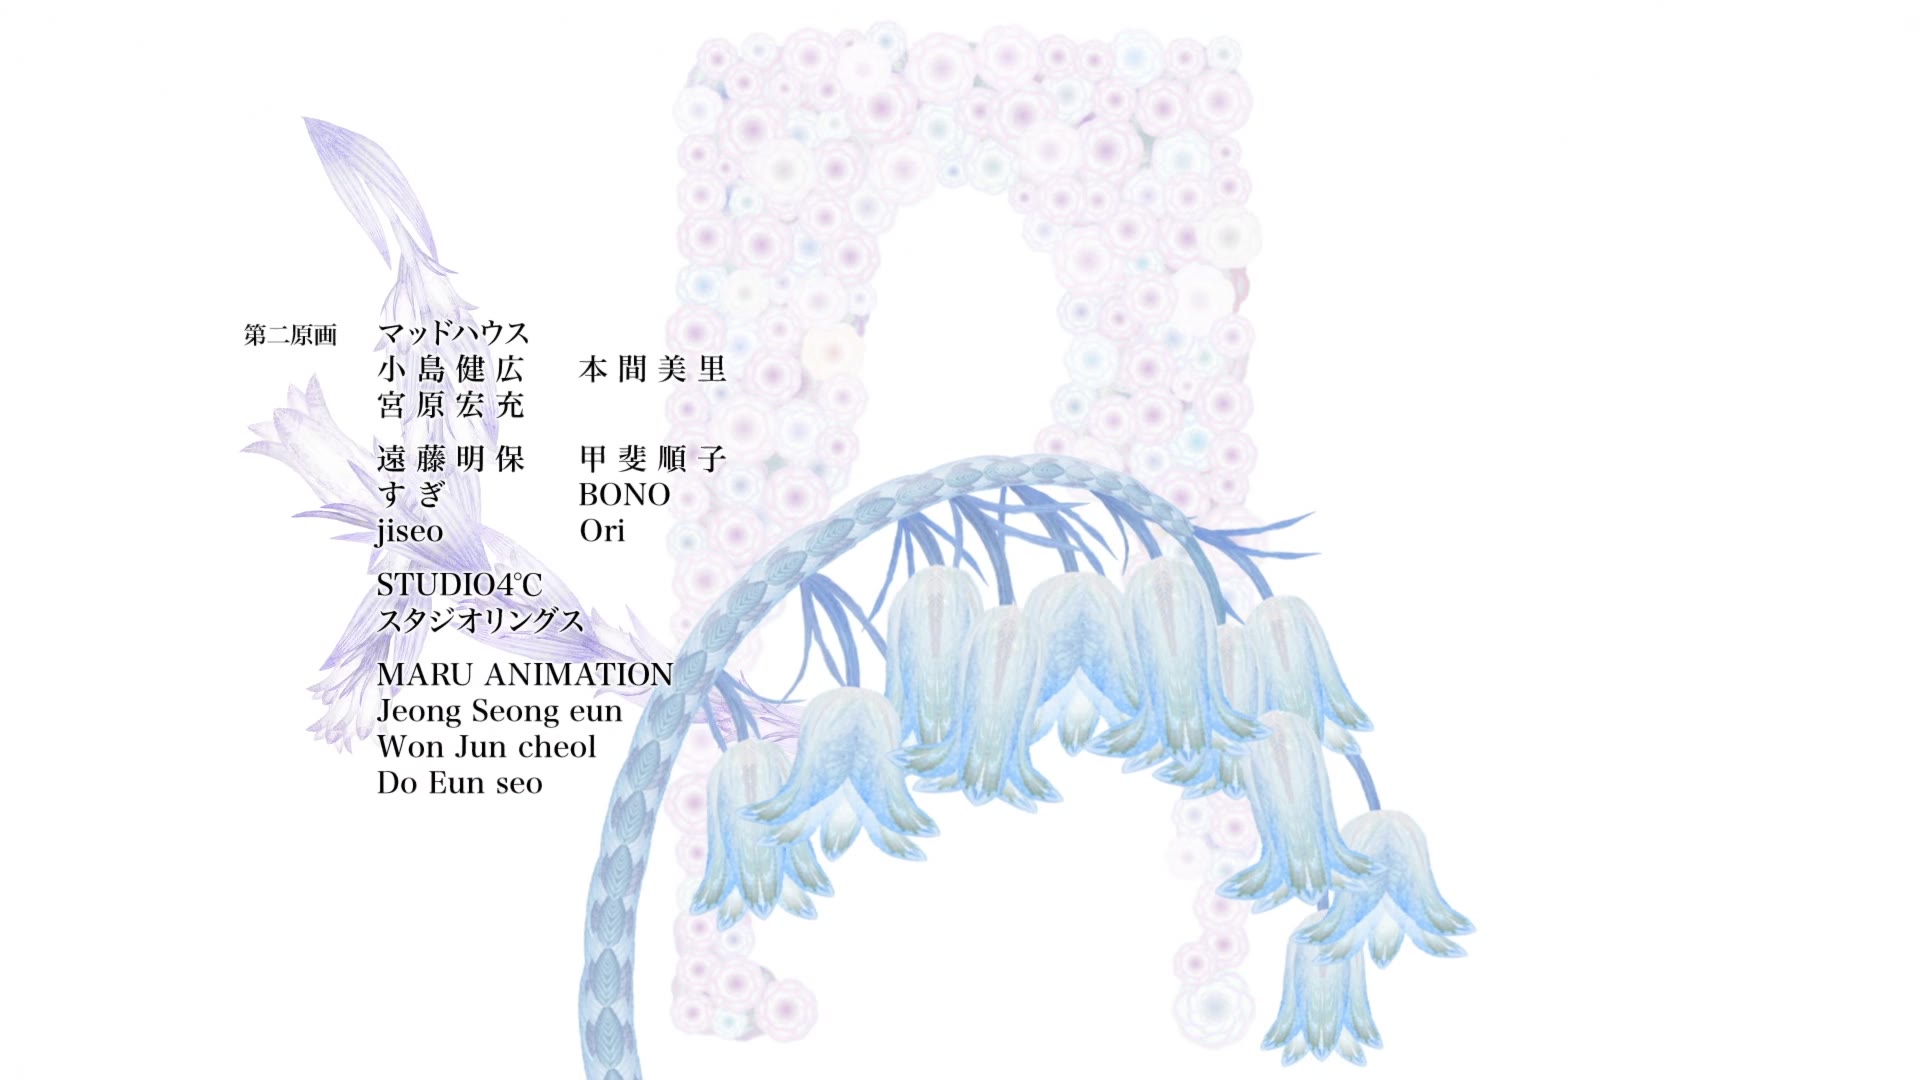 第二原画 マッドハウス
小島健広 本間美里
宮原宏充
遠藤明保 甲斐順子
すぎ BONO
jiseo Ori
STUDIO4℃
スタジオリングス
MARU ANIMATION
Jeong Seong eun
Won Jun cheol
Do Eun seo